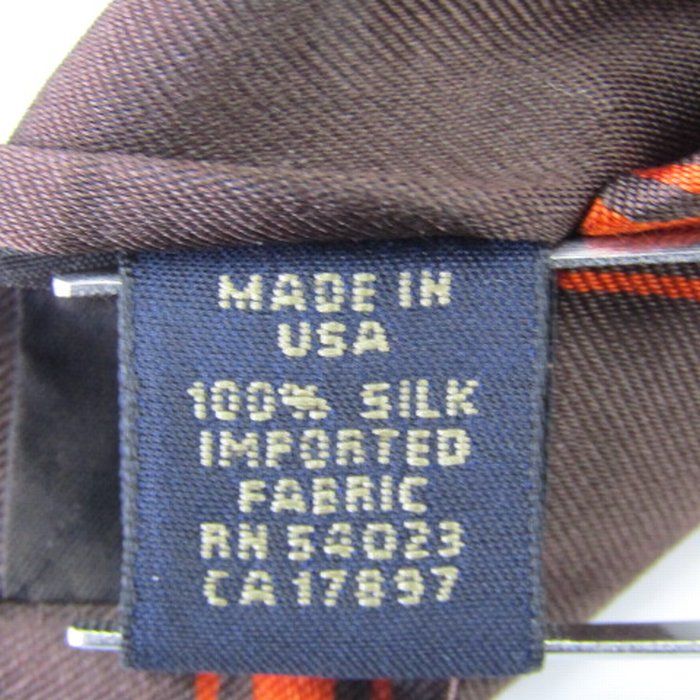 MADE IN
USA
100% SILK
IMPORTED
FABRIC
RN 54023
CA 17897